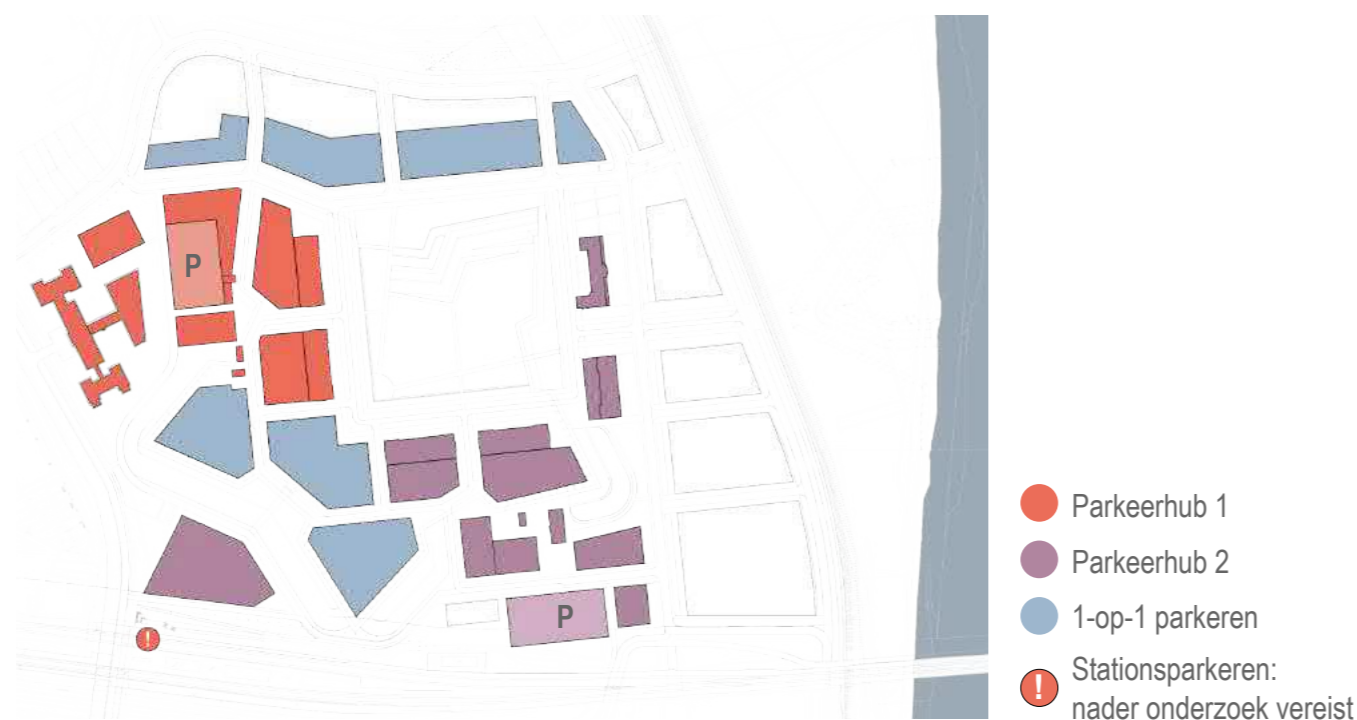 P
P
Parkeerhub 1
Parkeerhub 2
1-op-1 parkeren
!
!
Stationsparkeren:
nader onderzoek vereist